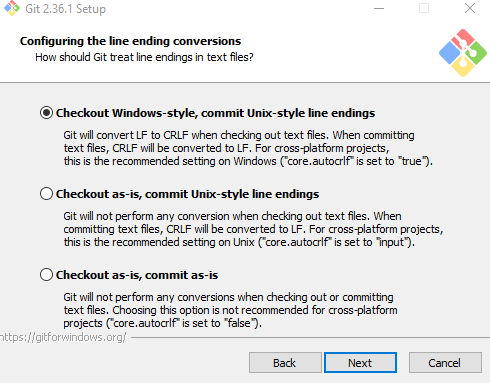 Git 2.36.1 Setup
Configuring the line ending conversions
How should Git treat line endings in text files?
Checkout Windows-style, commit Unix-style line endings
Git will convert LF to CRLF when checking out text files. When committing
text files, CRLF will be converted to LF. For cross-platform projects,
this is the recommended setting on Windows ("core.autocrlf" is set to "true").
Checkout as-is, commit Unix-style line endings
Git will not perform any conversion when checking out text files. When
committing text files, CRLF will be converted to LF. For cross-platform projects,
this is the recommended setting on Unix ("core.autocrlf" is set to "input").
Checkout as-is, commit as-is
Git will not perform any conversions when checking out or committing
text files. Choosing this option is not recommended for cross-platform
projects ("core.autocrlf" is set to "false").
https://gitforwindows.org/
Back Next Cancel